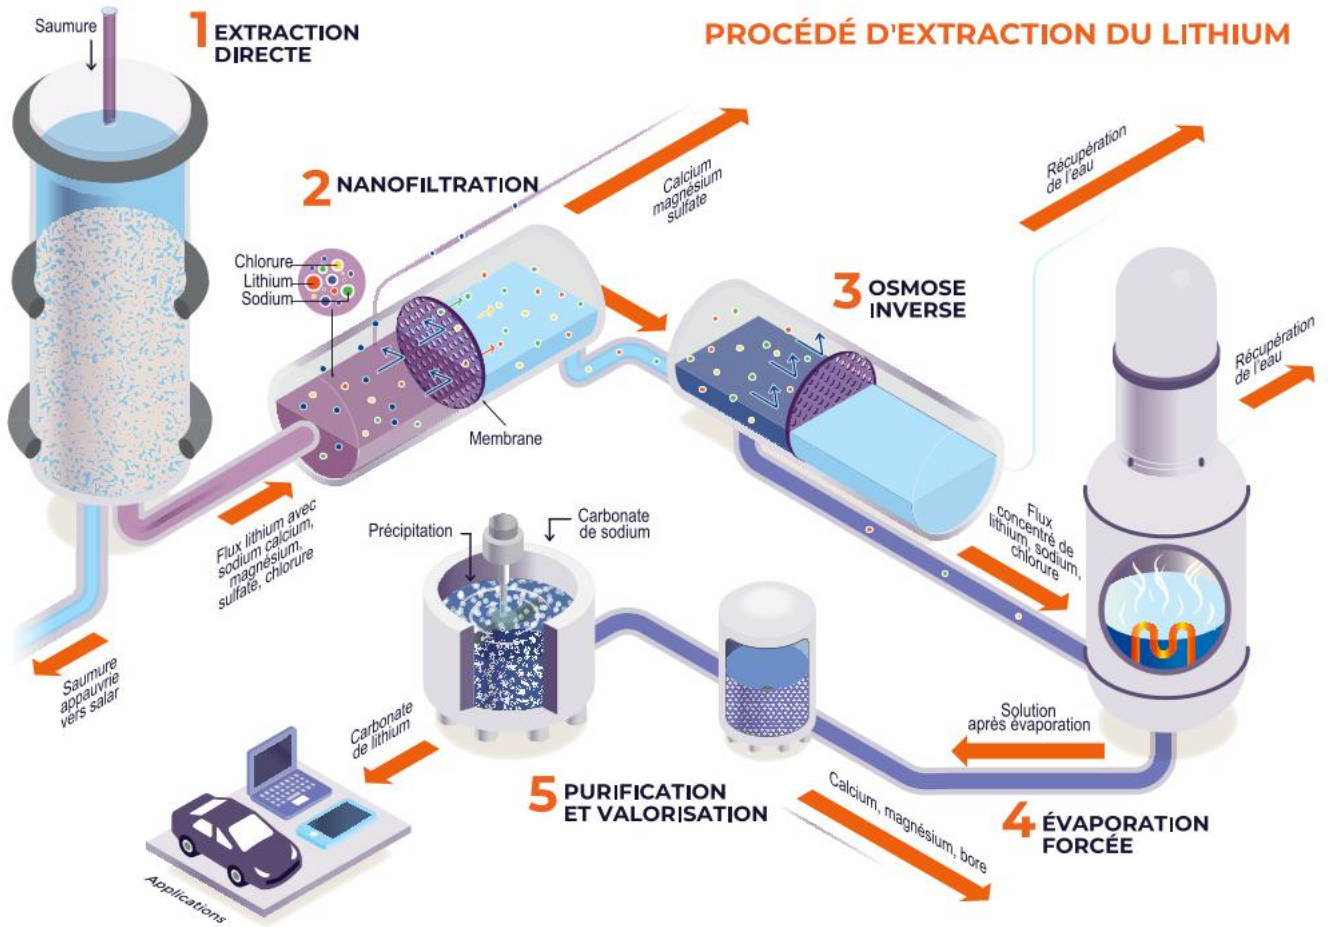 PROCÉDÉ D'EXTRACTION DU LITHIUM
Saumure
1 EXTRACTION
DIRECTE
2 NANOFILTRATION
Chlorure
Lithium
Sodium
Membrane
Calcium
magnésium
sulfate
Flux lithium avec
sodium calcium,
magnésium,
sulfate, chlorure
Saumure
appauvrie
vers salar
3 OSMOSE
INVERSE
Récupération
de l'eau
Récupération
de l'eau
Flux
concentré de
lithium, sodium,
chlorure
4 ÉVAPORATION
FORCÉE
Solution
après évaporation
5 PURIFICATION
ET VALORISATION
Calcium, magnésium, bore
Précipitation
Carbonate
de sodium
Carbonate
de lithium
Applications